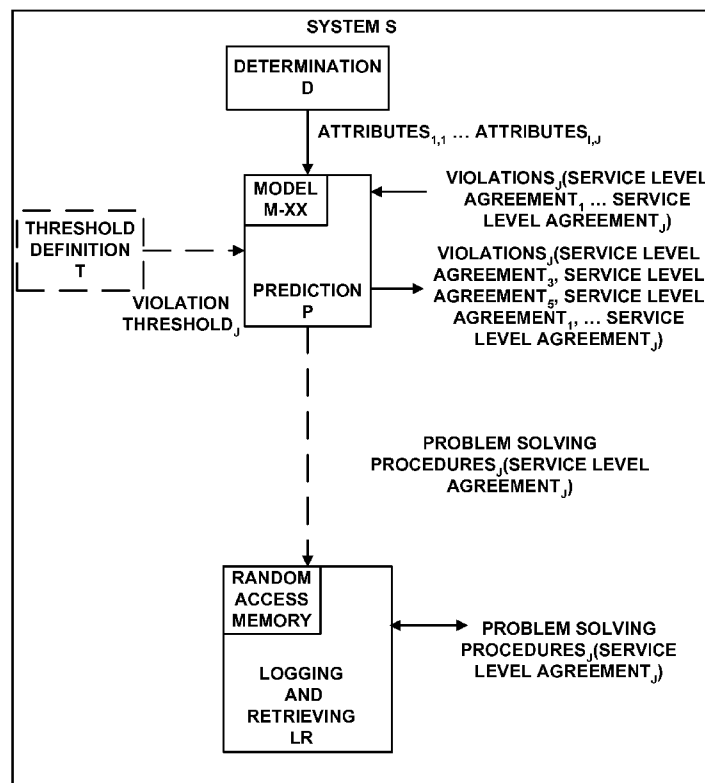 SYSTEM S
DETERMINATION
D
ATTRIBUTES₁,₁ ... ATTRIBUTESI,J
MODEL
M-XX
VIOLATIONSJ(SERVICE LEVEL
AGREEMENT₁ ... SERVICE
LEVEL AGREEMENTJ)
THRESHOLD
DEFINITION
T
VIOLATION
THRESHOLDJ
PREDICTION
P
VIOLATIONSJ(SERVICE LEVEL
AGREEMENT₃, SERVICE LEVEL
AGREEMENT₅, SERVICE LEVEL
AGREEMENT₁, ... SERVICE
LEVEL AGREEMENTJ)
PROBLEM SOLVING
PROCEDURESJ(SERVICE LEVEL
AGREEMENTJ)
RANDOM
ACCESS
MEMORY
LOGGING
AND
RETRIEVING
LR
PROBLEM SOLVING
PROCEDURESJ(SERVICE
LEVEL AGREEMENTJ)